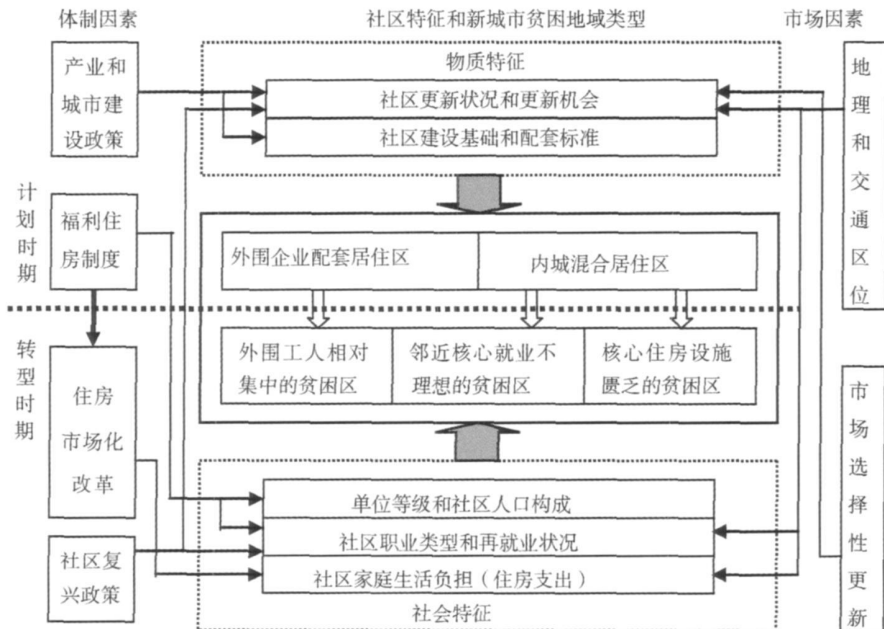 体制因素
社区特征和新城市贫困地域类型
市场因素
产业和
城市建
设政策
物质特征
社区更新状况和更新机会
社区建设基础和配套标准
地理和交通区位
计划时期
福利住
房制度
外围企业配套居住区
内城混合居住区
转型时期
住房
市场化
改革
外围工人相对
集中的贫困区
邻近核心就业不
理想的贫困区
核心住房设施
匮乏的贫困区
市场选择性更新
单位等级和社区人口构成
社区职业类型和再就业状况
社区家庭生活负担（住房支出）
社会特征
社区复
兴政策